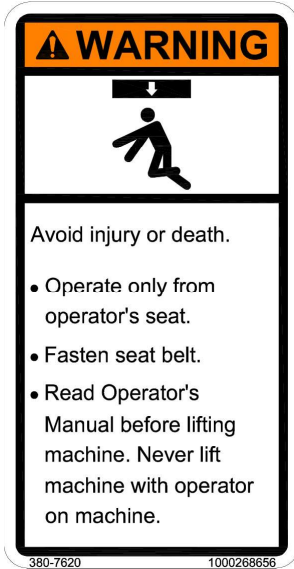 WARNING
Avoid injury or death.
• Operate only from
operator's seat.
• Fasten seat belt.
• Read Operator's
Manual before lifting
machine. Never lift
machine with operator
on machine.
380-7620 1000268656